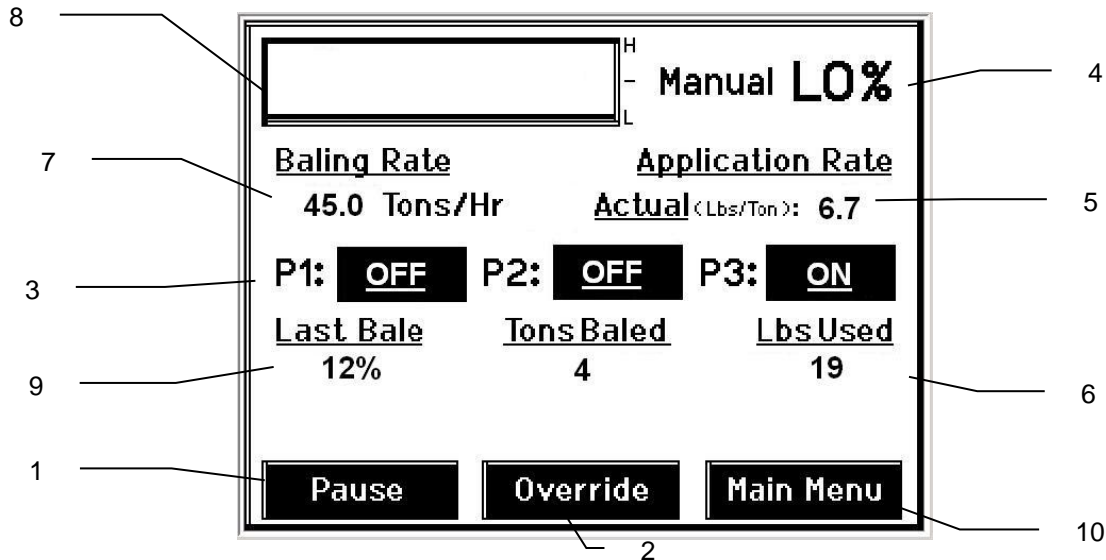 8
H
-
L
Manual LO%
4
Baling Rate
Application Rate
7
45.0 Tons/Hr
Actual (Lbs/Ton): 6.7
5
3
P1: OFF P2: OFF P3: ON
Last Bale
Tons Baled
Lbs Used
9
12%
4
19
6
1
Pause
Override
Main Menu
10
2